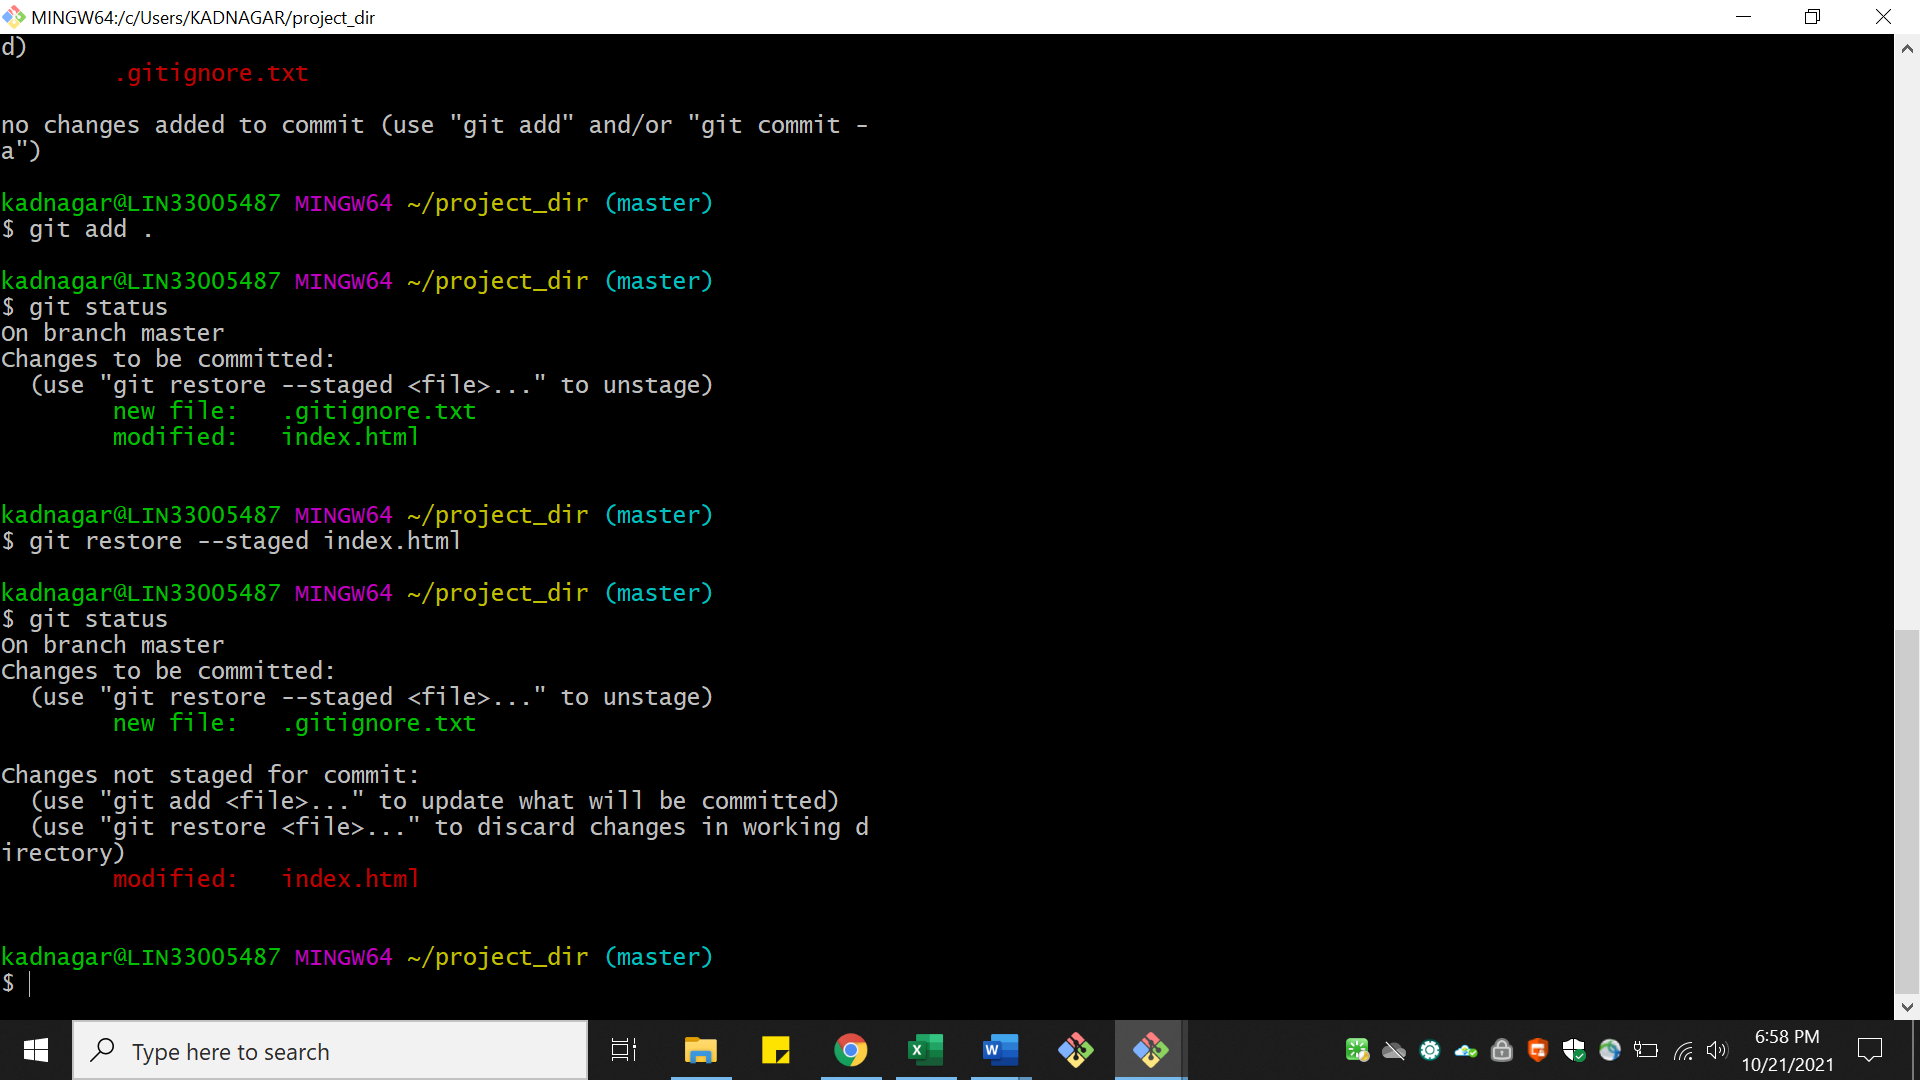 MINGW64:/c/Users/KADNAGAR/project_dir
d)
.gitignore.txt
no changes added to commit (use "git add" and/or "git commit -
a")
kadnagar@LIN33005487 MINGW64 ~/project_dir (master)
$ git add .
kadnagar@LIN33005487 MINGW64 ~/project_dir (master)
$ git status
On branch master
Changes to be committed:
(use "git restore --staged <file>..." to unstage)
new file:   .gitignore.txt
modified:   index.html
kadnagar@LIN33005487 MINGW64 ~/project_dir (master)
$ git restore --staged index.html
kadnagar@LIN33005487 MINGW64 ~/project_dir (master)
$ git status
On branch master
Changes to be committed:
(use "git restore --staged <file>..." to unstage)
new file:   .gitignore.txt
Changes not staged for commit:
(use "git add <file>..." to update what will be committed)
(use "git restore <file>..." to discard changes in working d
irectory)
modified:   index.html
kadnagar@LIN33005487 MINGW64 ~/project_dir (master)
$
Type here to search
6:58 PM
10/21/2021